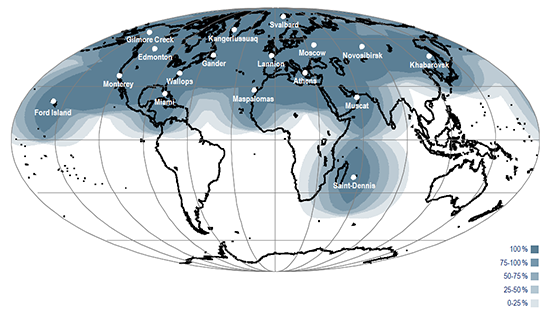 Svalbard
Gilmore Creek
Kangerlussuaq
Edmonton
Gander
Lannion
Moscow
Novosibirsk
Khabarovsk
Monterey
Wallops
Athens
Miami
Maspalomas
Muscat
Ford Island
Saint-Dennis
100 %
75-100 %
50-75 %
25-50 %
0-25 %